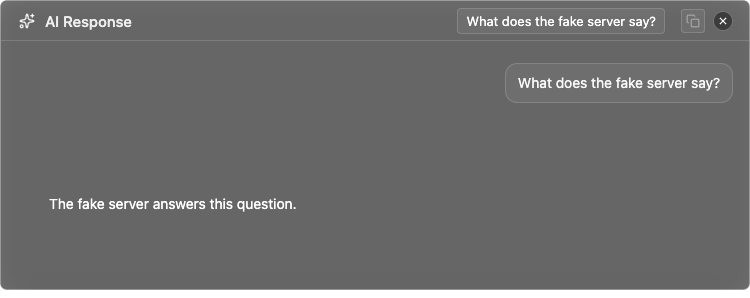 AI Response
What does the fake server say?
What does the fake server say?
The fake server answers this question.